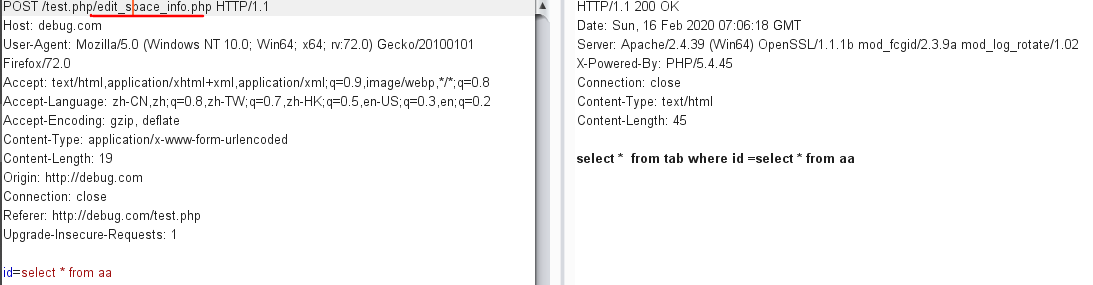 POST /test.php/edit_space_info.php HTTP/1.1
Host: debug.com
User-Agent: Mozilla/5.0 (Windows NT 10.0; Win64; x64; rv:72.0) Gecko/20100101
Firefox/72.0
Accept: text/html,application/xhtml+xml,application/xml;q=0.9,image/webp,*/*;q=0.8
Accept-Language: zh-CN,zh;q=0.8,zh-TW;q=0.7,zh-HK;q=0.5,en-US;q=0.3,en;q=0.2
Accept-Encoding: gzip, deflate
Content-Type: application/x-www-form-urlencoded
Content-Length: 19
Origin: http://debug.com
Connection: close
Referer: http://debug.com/test.php
Upgrade-Insecure-Requests: 1
id=select * from aa
HTTP/1.1 200 OK
Date: Sun, 16 Feb 2020 07:06:18 GMT
Server: Apache/2.4.39 (Win64) OpenSSL/1.1.1b mod_fcgid/2.3.9a mod_log_rotate/1.02
X-Powered-By: PHP/5.4.45
Connection: close
Content-Type: text/html
Content-Length: 45
select *  from tab where id =select * from aa